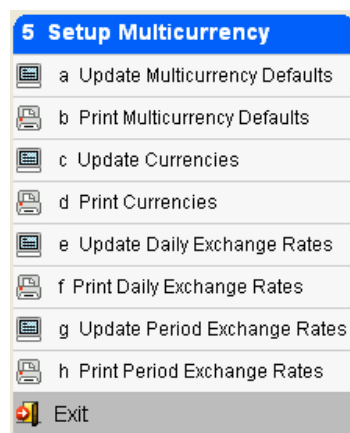 5 Setup Multicurrency
a Update Multicurrency Defaults
b Print Multicurrency Defaults
c Update Currencies
d Print Currencies
e Update Daily Exchange Rates
f Print Daily Exchange Rates
g Update Period Exchange Rates
h Print Period Exchange Rates
Exit